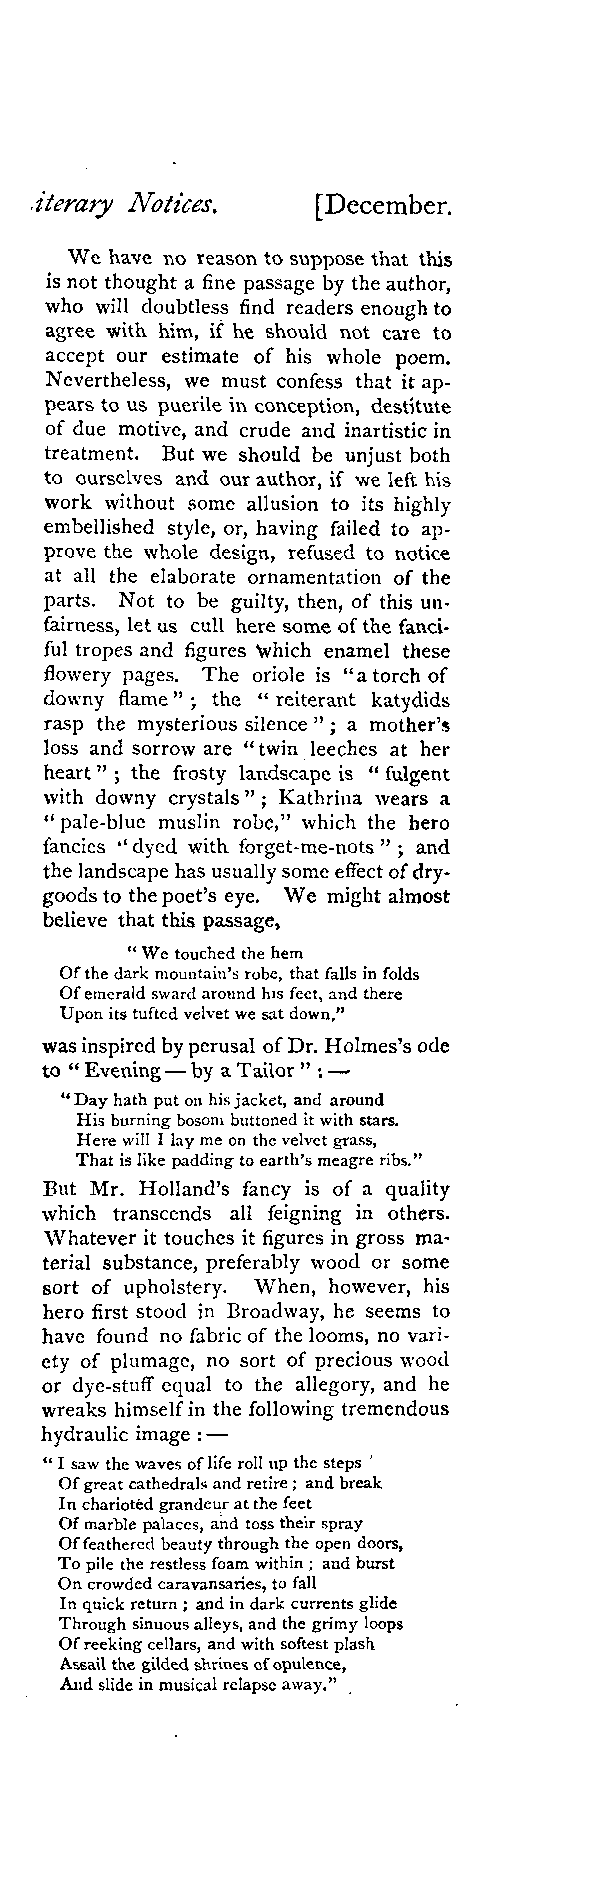 iterary Notices. [December.
We have no reason to suppose that this
is not thought a fine passage by the author,
who will doubtless find readers enough to
agree with him, if he should not care to
accept our estimate of his whole poem.
Nevertheless, we must confess that it ap-
pears to us puerile in conception, destitute
of due motive, and crude and inartistic in
treatment. But we should be unjust both
to ourselves and our author, if we left his
work without some allusion to its highly
embellished style, or, having failed to ap-
prove the whole design, refused to notice
at all the elaborate ornamentation of the
parts. Not to be guilty, then, of this un-
fairness, let us cull here some of the fanci-
ful tropes and figures which enamel these
flowery pages. The oriole is “a torch of
downy flame” ; the “ reiterant katydids
rasp the mysterious silence ” ; a mother's
loss and sorrow are “twin leeches at her
heart” ; the frosty landscape is “ fulgent
with downy crystals” ; Kathrina wears a
“pale-blue muslin robe,” which the hero
fancies “dyed with forget-me-nots ” ; and
the landscape has usually some effect of dry-
goods to the poet's eye. We might almost
believe that this passage,
“ We touched the hem
Of the dark mountain's robe, that falls in folds
Of emerald sward around his feet, and there
Upon its tufted velvet we sat down,”
was inspired by perusal of Dr. Holmes's ode
to “ Evening — by a Tailor ” : —
“Day hath put on his jacket, and around
His burning bosom buttoned it with stars.
Here will I lay me on the velvet grass,
That is like padding to earth's meagre ribs.”
But Mr. Holland's fancy is of a quality
which transcends all feigning in others.
Whatever it touches it figures in gross ma-
terial substance, preferably wood or some
sort of upholstery. When, however, his
hero first stood in Broadway, he seems to
have found no fabric of the looms, no vari-
ety of plumage, no sort of precious wood
or dye-stuff equal to the allegory, and he
wreaks himself in the following tremendous
hydraulic image : —
“ I saw the waves of life roll up the steps
Of great cathedrals and retire ; and break
In chariotéd grandeur at the feet
Of marble palaces, and toss their spray
Of feathered beauty through the open doors,
To pile the restless foam within ; and burst
On crowded caravansaries, to fall
In quick return ; and in dark currents glide
Through sinuous alleys, and the grimy loops
Of reeking cellars, and with softest plash
Assail the gilded shrines of opulence,
And slide in musical relapse away.”